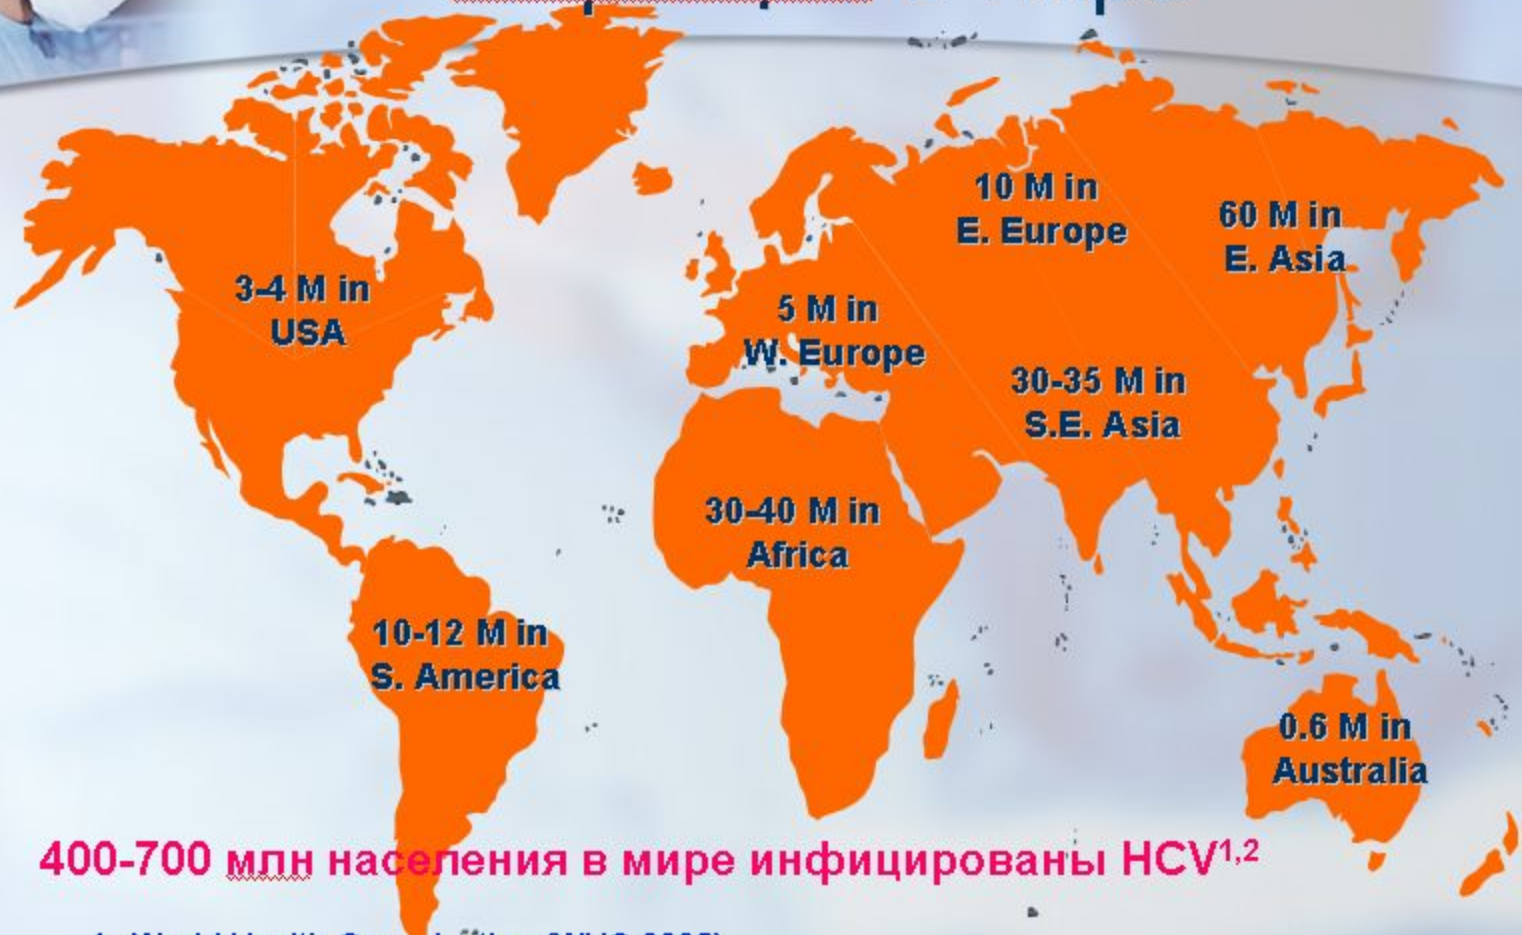 10 M in
E. Europe
60 M in
E. Asia
3-4 M in
USA
5 M in
W. Europe
30-35 M in
S.E. Asia
30-40 M in
Africa
10-12 M in
S. America
0.6 M in
Australia
400-700 млн населения в мире инфицированы HCV1,2